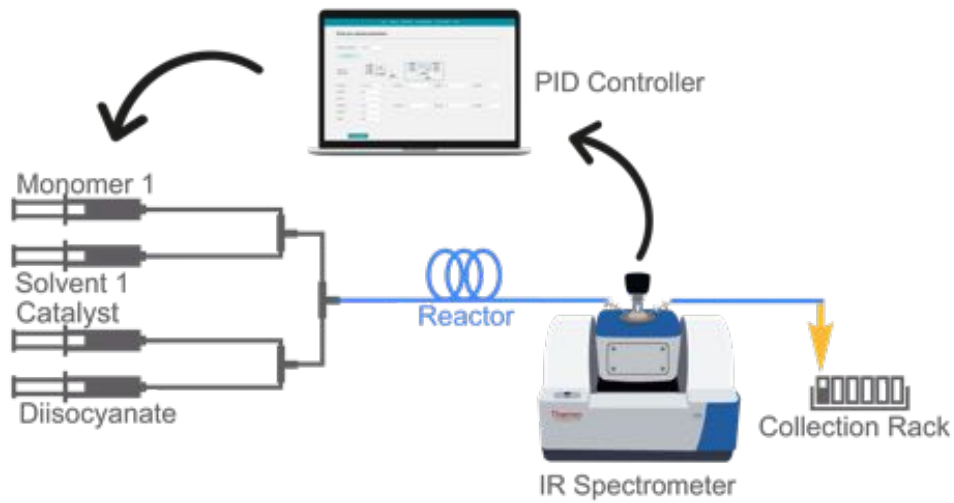 PID Controller
Monomer 1
Solvent 1
Catalyst
Diisocyanate
Reactor
Thermo
IR Spectrometer
Collection Rack